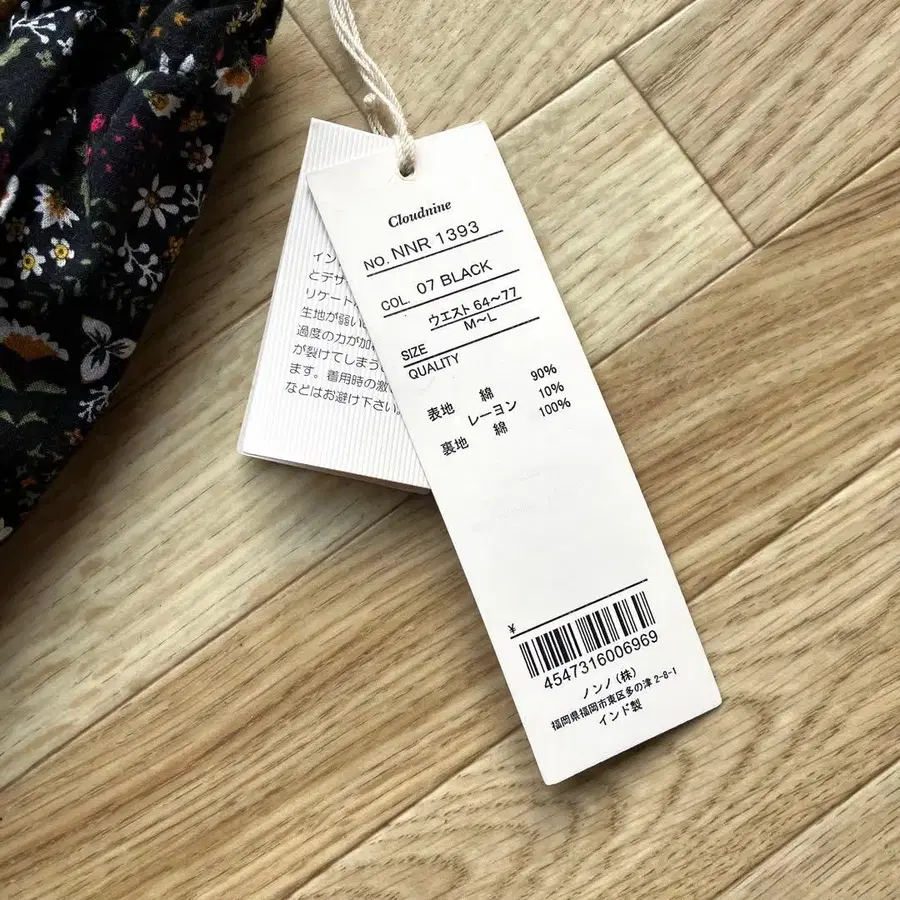 Cloudnine
NO. NNR 1393
COL. 07 BLACK
ウエスト 64〜77
SIZE M〜L
QUALITY
表地 綿 90%
レーヨン 10%
裏地 綿 100%
¥
4547316006969
ノンノ(株)
福岡県福岡市東区多の津 2-8-1
インド製
とデザ
リケート
生地が弱い
過度の力が加
が裂けてしまう
ます。着用時の激
などはお避け下さい。